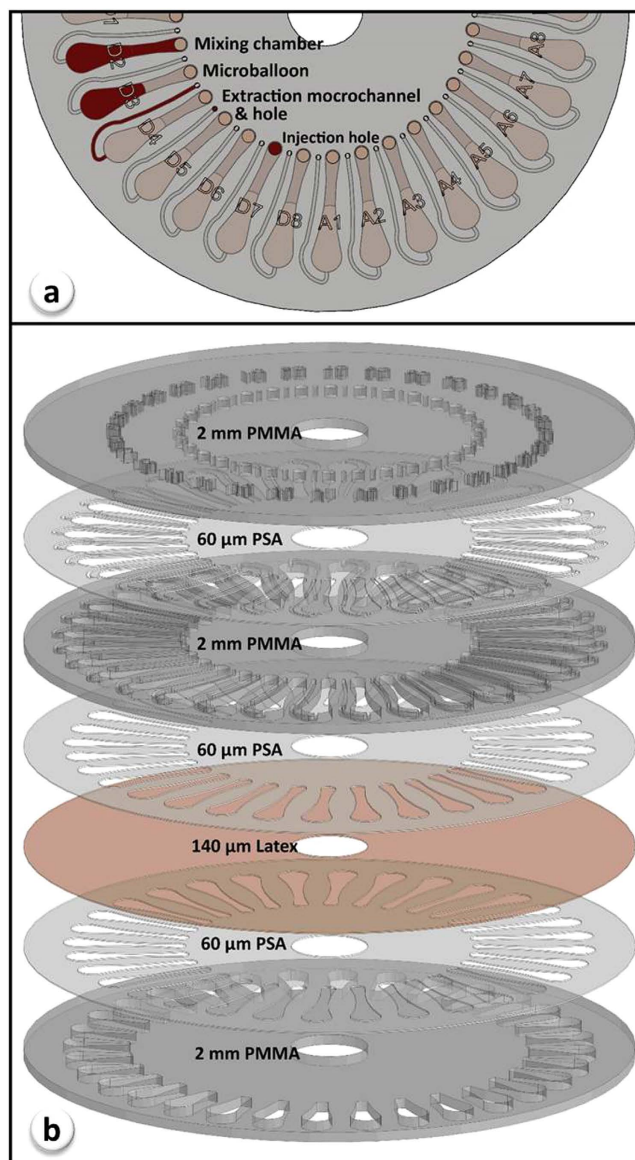 D2
Mixing chamber
D3
Microballoon
Extraction mocrochannel
& hole
Injection hole
D4
D5
D6
D7
D8
A1
A2
A3
A4
A5
A6
A7
A8
a
2 mm PMMA
60 µm PSA
2 mm PMMA
60 µm PSA
140 µm Latex
60 µm PSA
2 mm PMMA
b